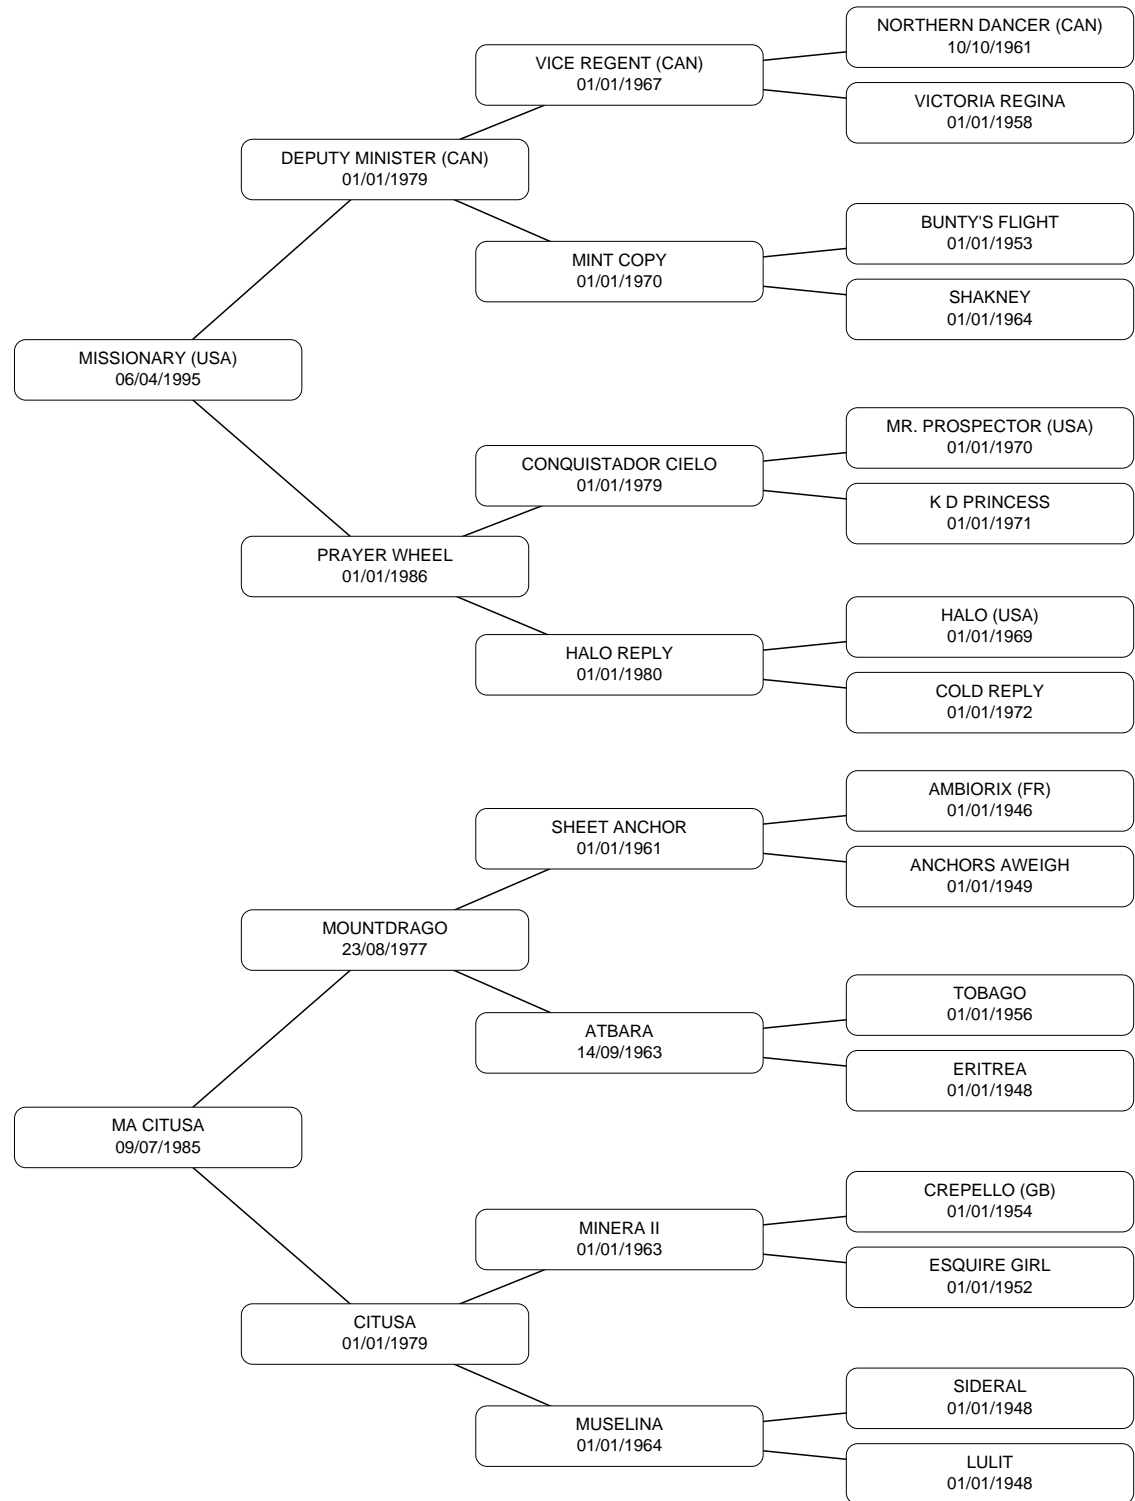 NORTHERN DANCER (CAN)
10/10/1961
VICE REGENT (CAN)
01/01/1967
VICTORIA REGINA
01/01/1958
DEPUTY MINISTER (CAN)
01/01/1979
BUNTY'S FLIGHT
01/01/1953
MINT COPY
01/01/1970
SHAKNEY
01/01/1964
MISSIONARY (USA)
06/04/1995
MR. PROSPECTOR (USA)
01/01/1970
CONQUISTADOR CIELO
01/01/1979
K D PRINCESS
01/01/1971
PRAYER WHEEL
01/01/1986
HALO (USA)
01/01/1969
HALO REPLY
01/01/1980
COLD REPLY
01/01/1972
AMBIORIX (FR)
01/01/1946
SHEET ANCHOR
01/01/1961
ANCHORS AWEIGH
01/01/1949
MOUNTDRAGO
23/08/1977
TOBAGO
01/01/1956
ATBARA
14/09/1963
ERITREA
01/01/1948
MA CITUSA
09/07/1985
CREPELLO (GB)
01/01/1954
MINERA II
01/01/1963
ESQUIRE GIRL
01/01/1952
CITUSA
01/01/1979
SIDERAL
01/01/1948
MUSELINA
01/01/1964
LULIT
01/01/1948